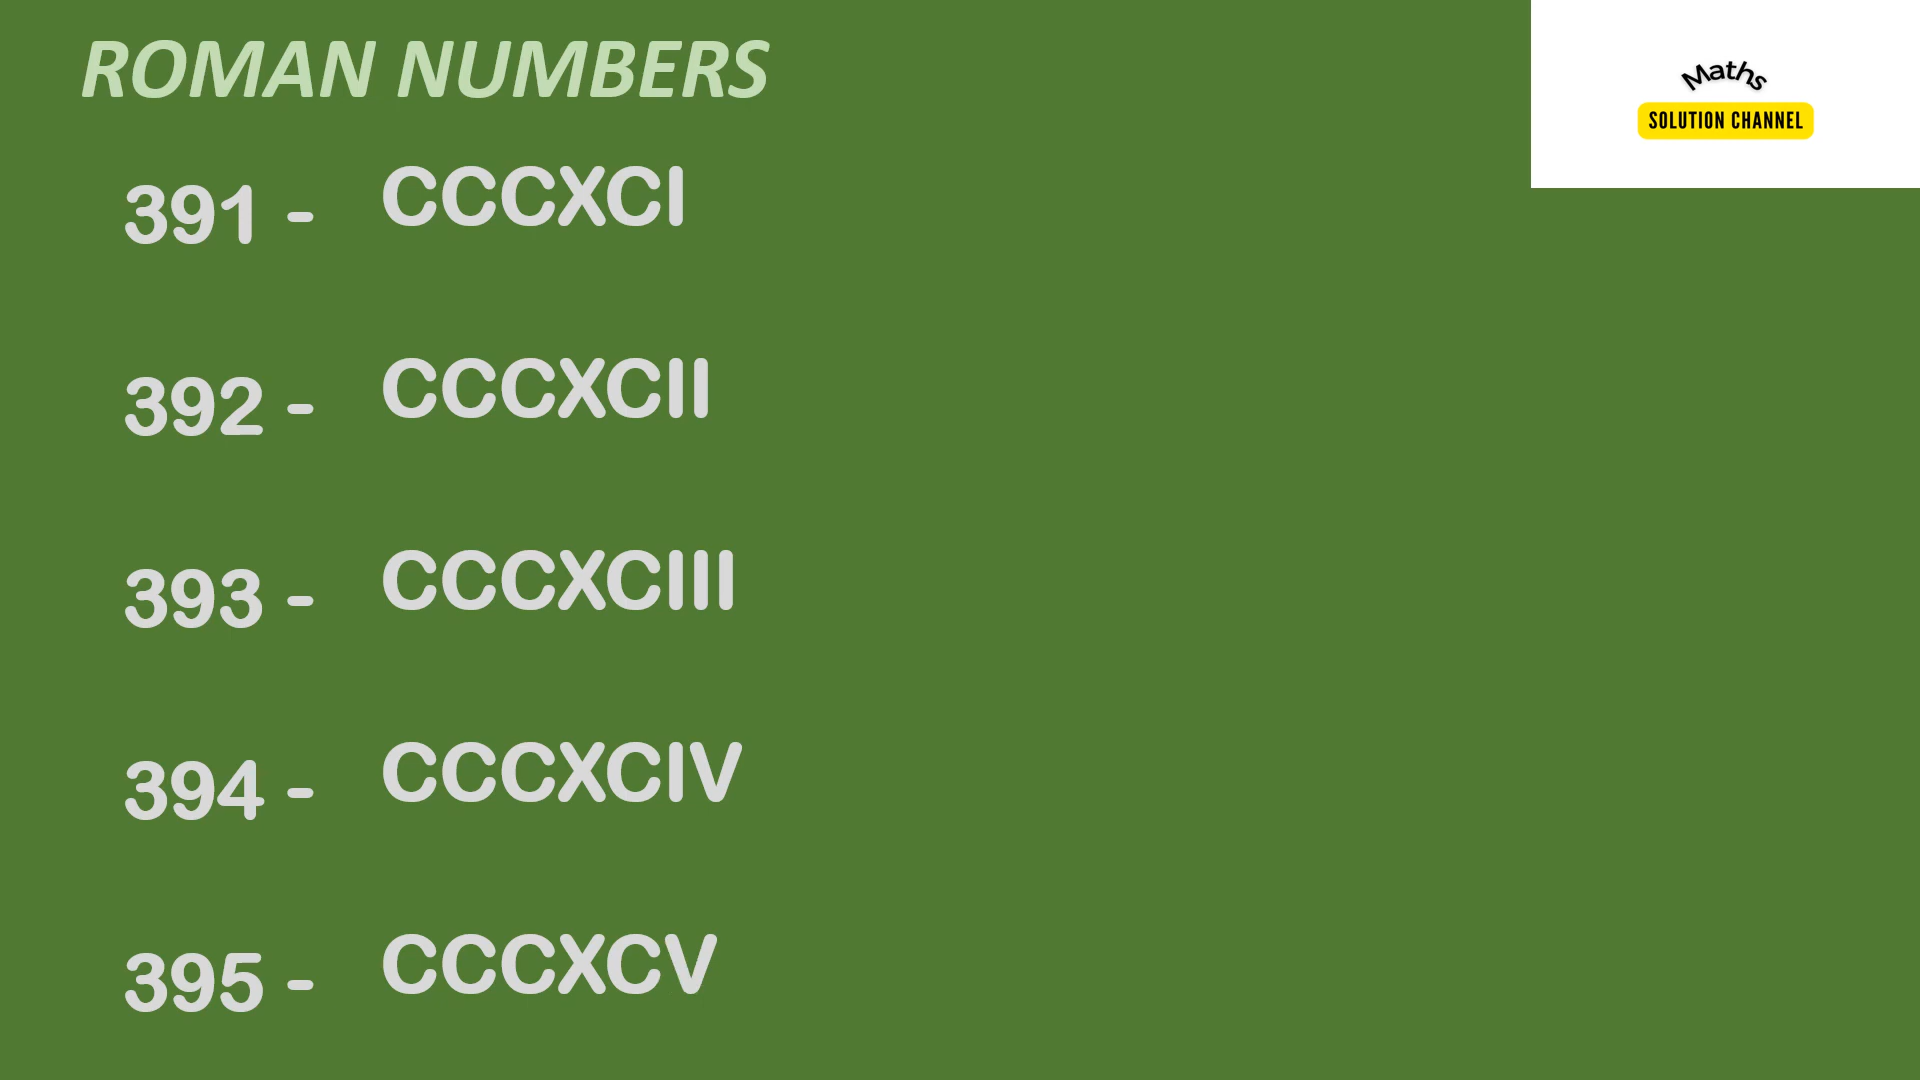 ROMAN NUMBERS
Maths
SOLUTION CHANNEL
391 - CCCXCI
392 - CCCXCII
393 - CCCXCIII
394 - CCCXCIV
395 - CCCXCV